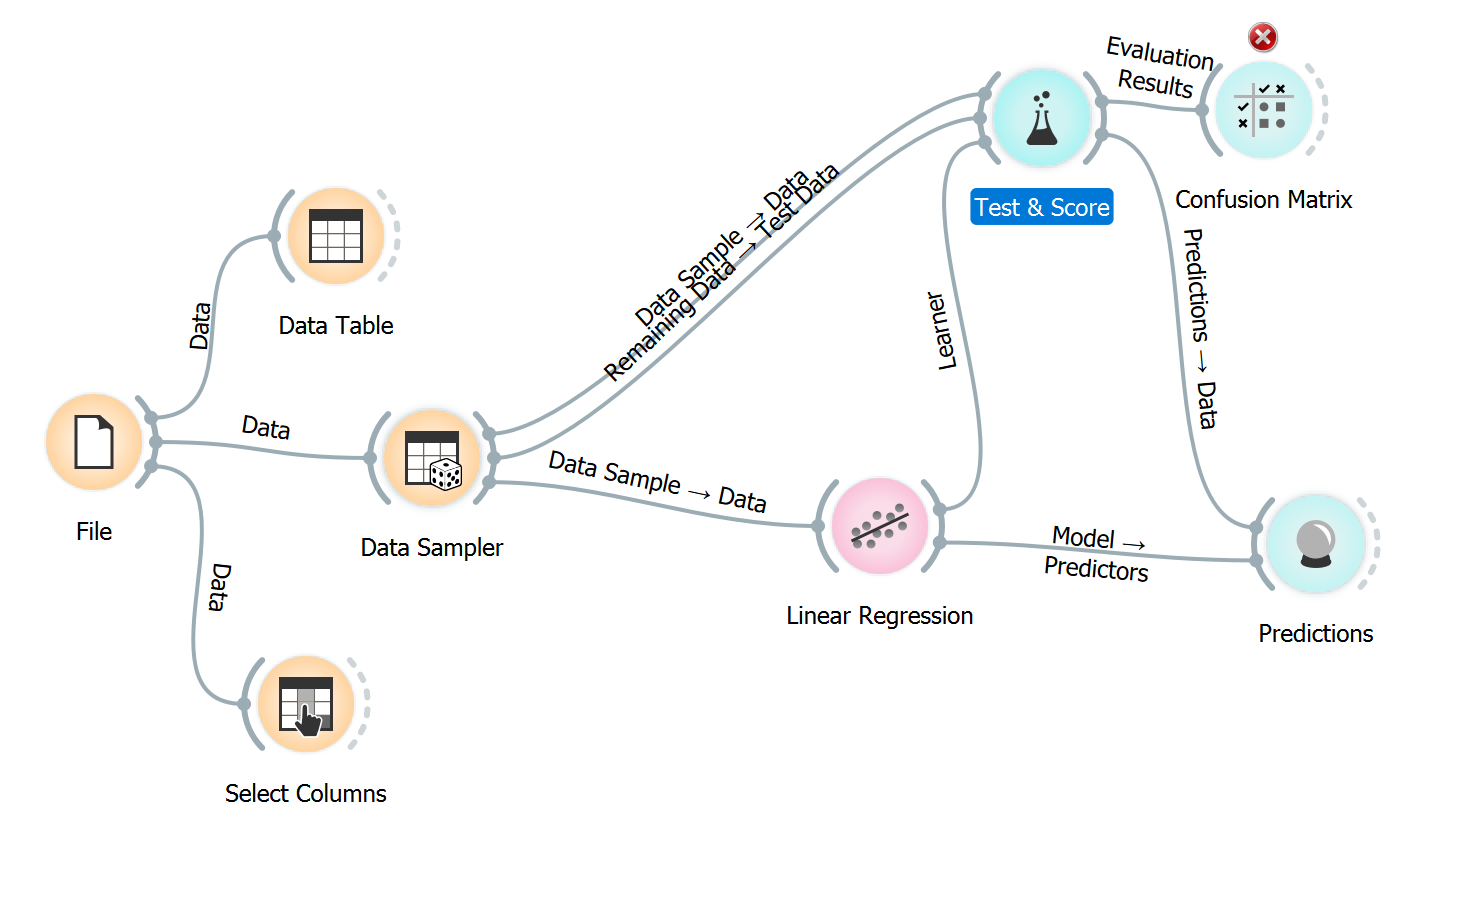 Evaluation
Results
Confusion Matrix
Test & Score
Data Sample → Data
Remaining Data → Test Data
Data
Data Table
Learner
Predictions → Data
Data
File
Data Sampler
Data Sample → Data
Linear Regression
Model →
Predictors
Predictions
Data
Select Columns